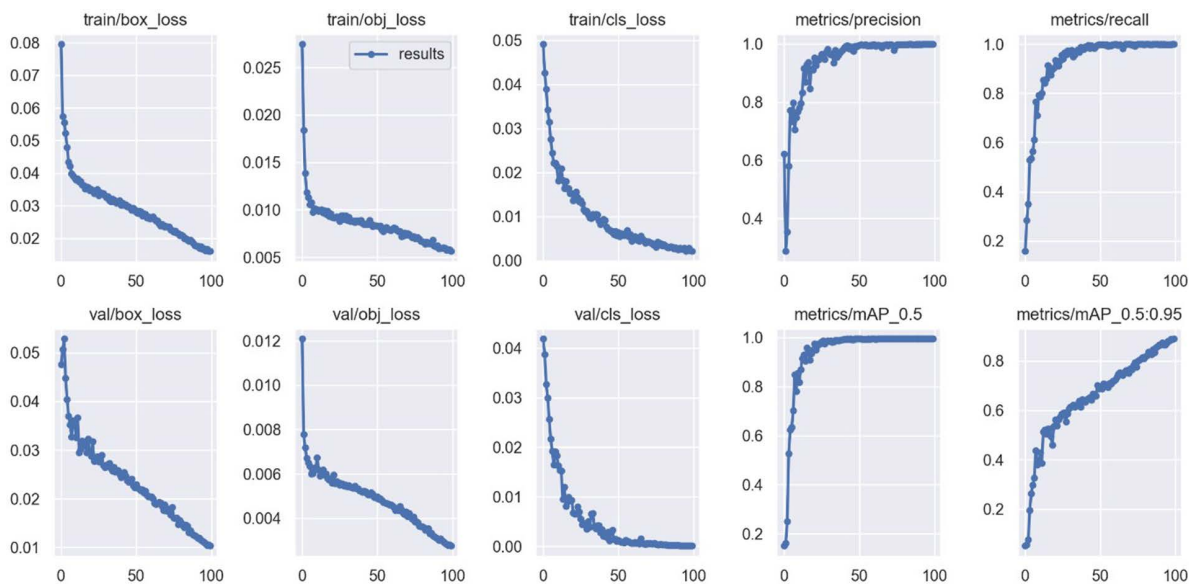 train/box_loss
train/obj_loss
train/cls_loss
metrics/precision
metrics/recall
0.08
0.07
0.06
0.05
0.04
0.03
0.02
0 50 100
results
0.025
0.020
0.015
0.010
0.005
0 50 100
0.05
0.04
0.03
0.02
0.01
0.00
0 50 100
1.0
0.8
0.6
0.4
0 50 100
1.0
0.8
0.6
0.4
0.2
0 50 100
val/box_loss
val/obj_loss
val/cls_loss
metrics/mAP_0.5
metrics/mAP_0.5:0.95
0.05
0.04
0.03
0.02
0.01
0 50 100
0.012
0.010
0.008
0.006
0.004
0 50 100
0.04
0.03
0.02
0.01
0.00
0 50 100
1.0
0.8
0.6
0.4
0.2
0 50 100
0.8
0.6
0.4
0.2
0 50 100